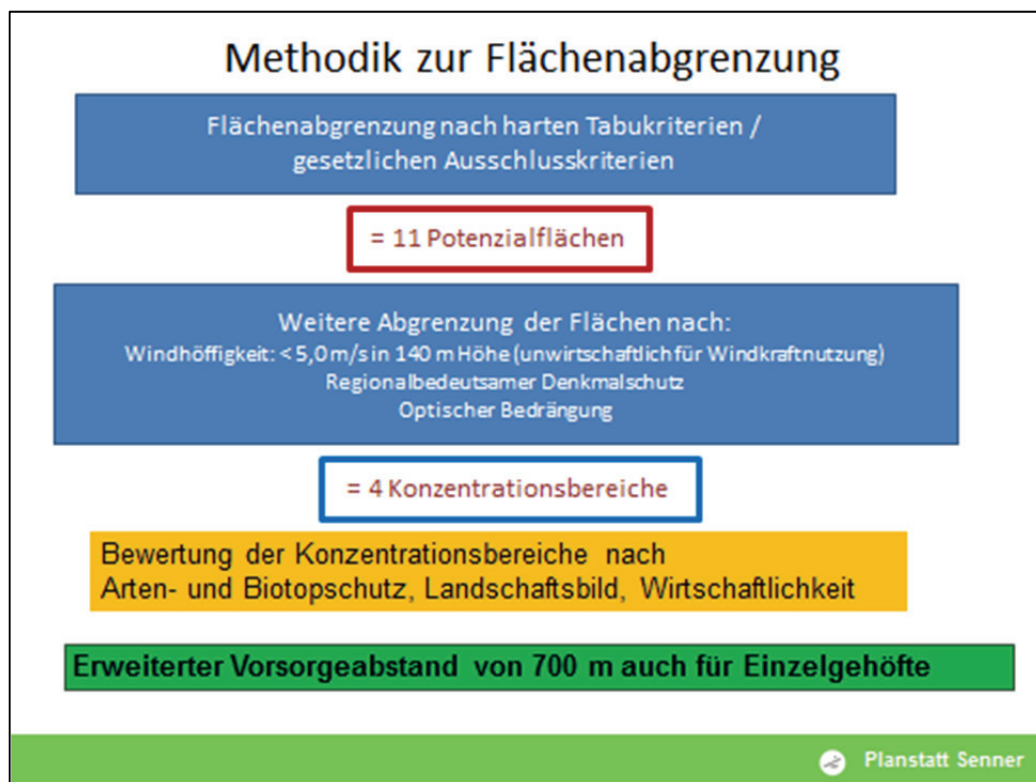 Methodik zur Flächenabgrenzung
Flächenabgrenzung nach harten Tabukriterien /
gesetzlichen Ausschlusskriterien
= 11 Potenzialflächen
Weitere Abgrenzung der Flächen nach:
Windhöffigkeit: < 5,0 m/s in 140 m Höhe (unwirtschaftlich für Windkraftnutzung)
Regionalbedeutsamer Denkmalschutz
Optischer Bedrängung
= 4 Konzentrationsbereiche
Bewertung der Konzentrationsbereiche nach
Arten- und Biotopschutz, Landschaftsbild, Wirtschaftlichkeit
Erweiterter Vorsorgeabstand von 700 m auch für Einzelgehöfte
Planstatt Senner